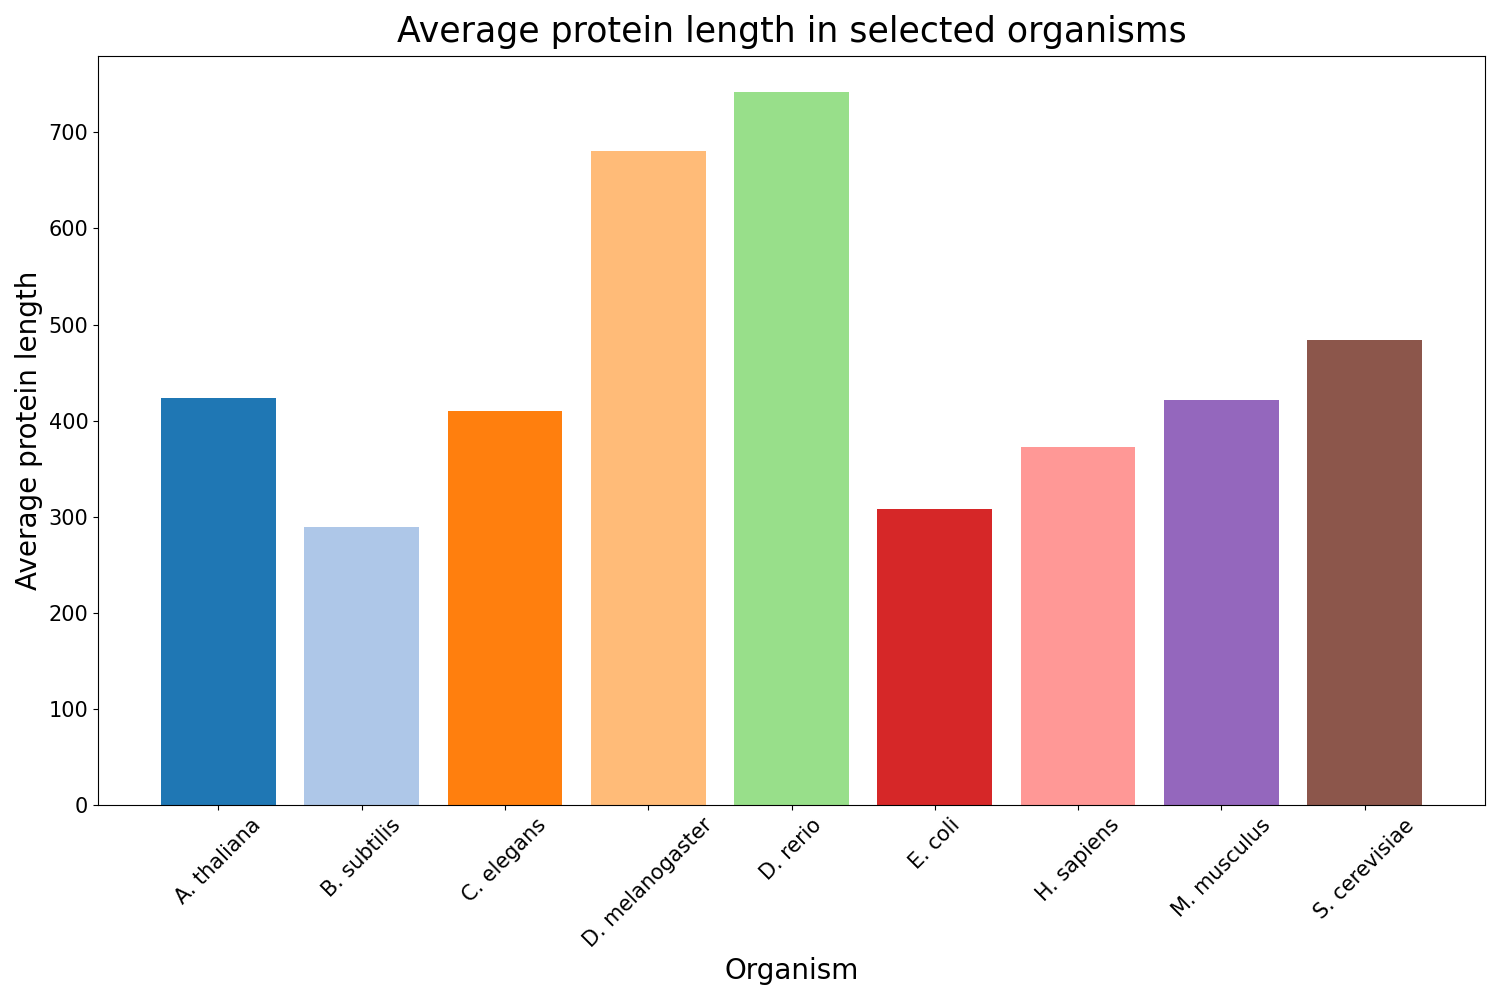 Average protein length in selected organisms
Average protein length
700
600
500
400
300
200
100
0
A. thaliana
B. subtilis
C. elegans
D. melanogaster
D. rerio
E. coli
H. sapiens
M. musculus
S. cerevisiae
Organism